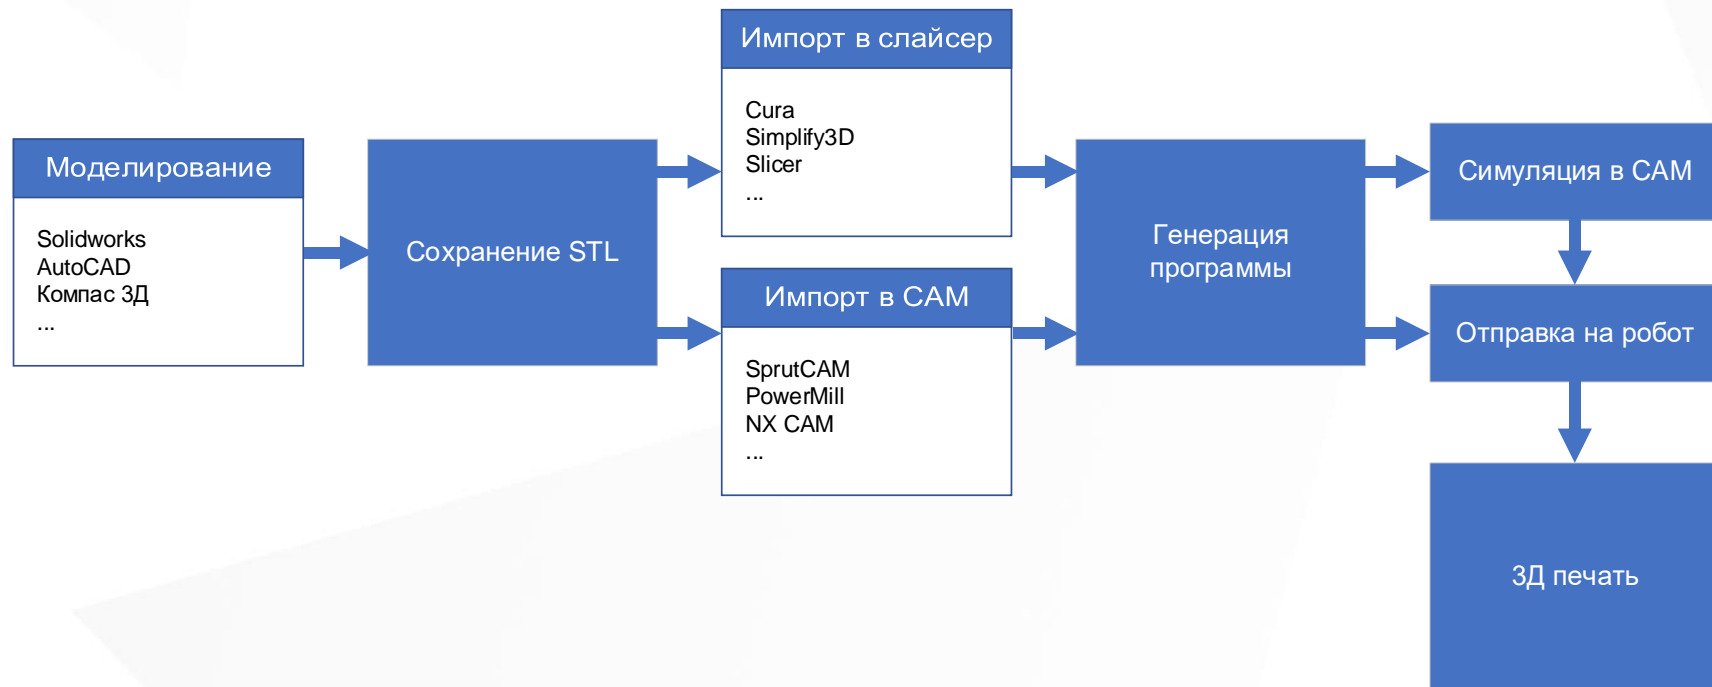 Моделирование
Solidworks
AutoCAD
Компас 3Д
...
Сохранение STL
Импорт в слайсер
Cura
Simplify3D
Slicer
...
Импорт в CAM
SprutCAM
PowerMill
NX CAM
...
Генерация
программы
Симуляция в CAM
Отправка на робот
3Д печать